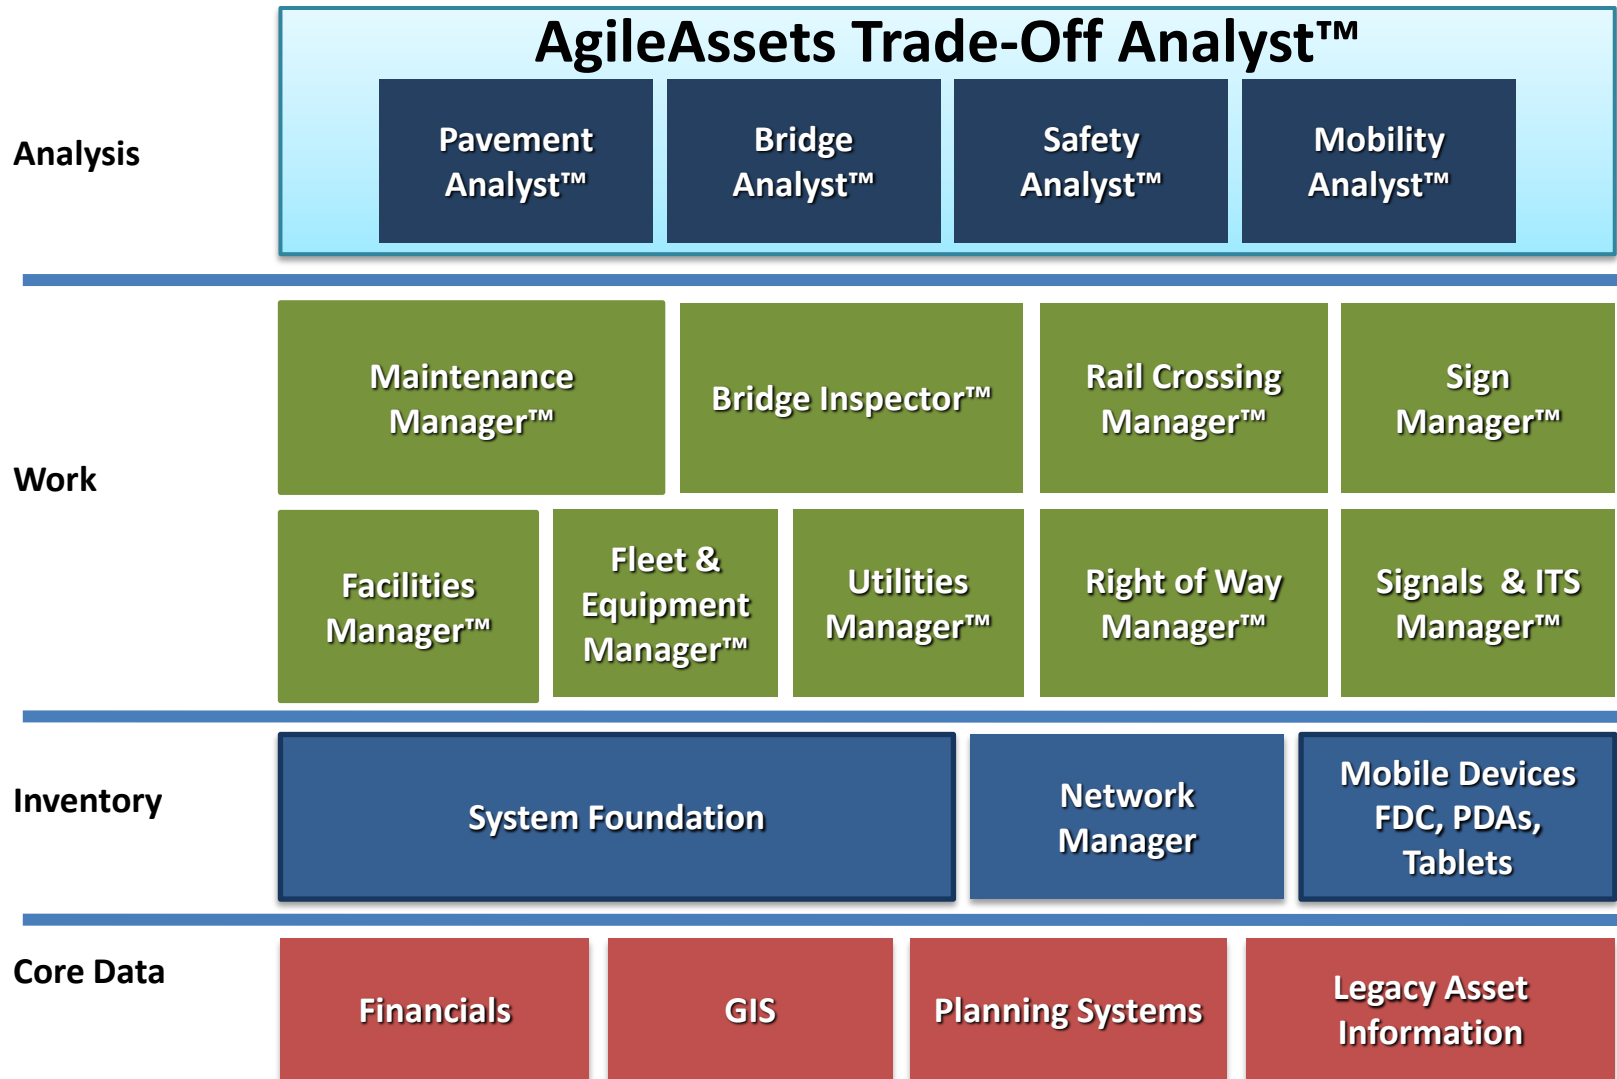 AgileAssets Trade-Off Analyst™
Analysis
Pavement
Analyst™
Bridge
Analyst™
Safety
Analyst™
Mobility
Analyst™
Work
Maintenance
Manager™
Bridge Inspector™
Rail Crossing
Manager™
Sign
Manager™
Facilities
Manager™
Fleet &
Equipment
Manager™
Utilities
Manager™
Right of Way
Manager™
Signals & ITS
Manager™
Inventory
System Foundation
Network
Manager
Mobile Devices
FDC, PDAs,
Tablets
Core Data
Financials
GIS
Planning Systems
Legacy Asset
Information